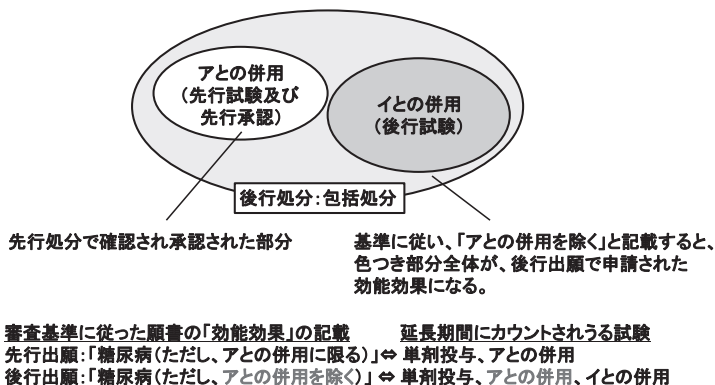 アとの併用
(先行試験及び
先行承認)
イとの併用
(後行試験)
後行処分:包括処分
先行処分で確認され承認された部分
基準に従い、「アとの併用を除く」と記載すると、
色つき部分全体が、後行出願で申請された
効能効果になる。
審査基準に従った願書の「効能効果」の記載 延長期間にカウントされうる試験
先行出願:「糖尿病(ただし、アとの併用に限る)」⇔ 単剤投与、アとの併用
後行出願:「糖尿病(ただし、アとの併用を除く)」⇔ 単剤投与、アとの併用、イとの併用